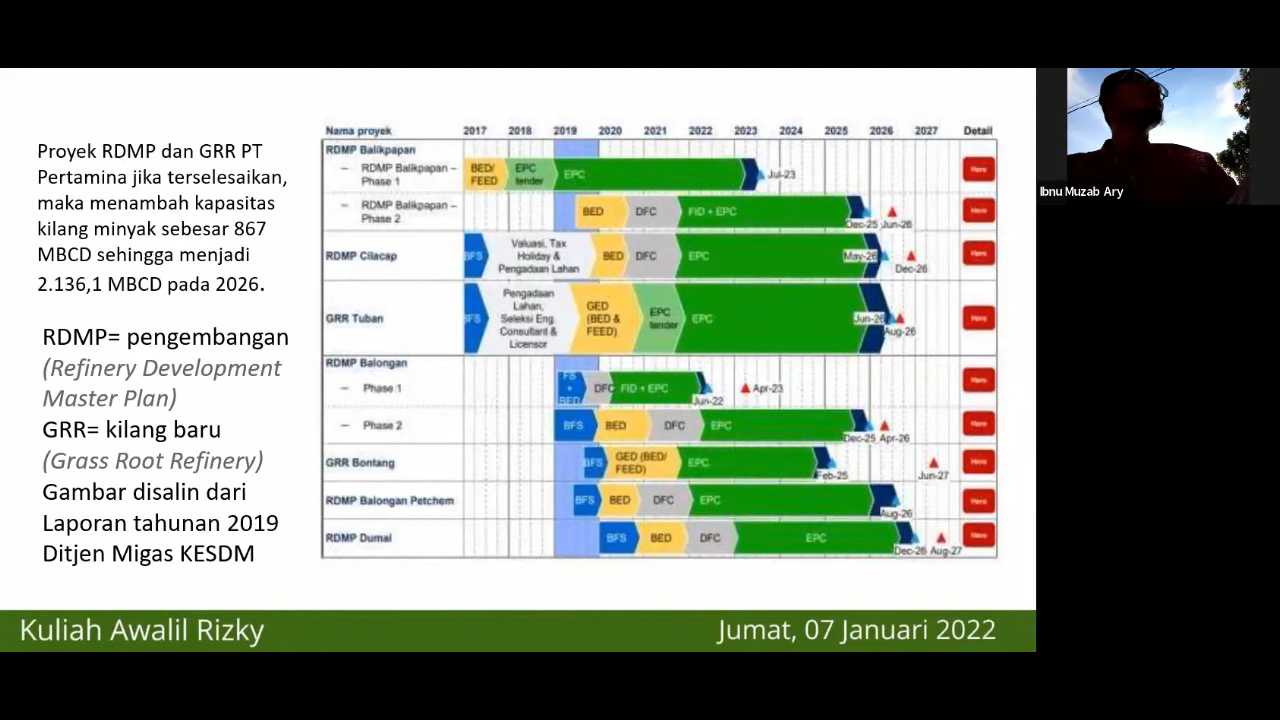 Proyek RDMP dan GRR PT
Pertamina jika terselesaikan,
maka menambah kapasitas
kilang minyak sebesar 867
MBCD sehingga menjadi
2.136,1 MBCD pada 2026.
RDMP= pengembangan
(Refinery Development
Master Plan)
GRR= kilang baru
(Grass Root Refinery)
Gambar disalin dari
Laporan tahunan 2019
Ditjen Migas KESDM
Nama proyek 2017 2018 2019 2020 2021 2022 2023 2024 2025 2026 2027 Detail
RDMP Balikpapan
– RDMP Balikpapan –
Phase 1
BED/
FEED
EPC
tender
EPC
Jul-23
Here
– RDMP Balikpapan –
Phase 2
BED DFC FID + EPC
Dec-25 Jun-26
Here
RDMP Cilacap
BFS
Valuasi, Tax
Holiday &
Pengadaan Lahan
BED DFC EPC
May-26
Dec-26
Here
GRR Tuban
BFS
Pengadaan
Lahan,
Seleksi Eng.
Consultant &
Licensor
GED
(BED &
FEED)
EPC
tender
EPC
Jun-26
Aug-26
Here
RDMP Balongan
– Phase 1
FS
+
BED
DFC FID + EPC
Jun-22
Apr-23
Here
– Phase 2
BFS BED DFC EPC
Dec-25 Apr-26
Here
GRR Bontang
BFS
GED (BED/
FEED)
EPC
Feb-25
Jun-27
Here
RDMP Balongan Petchem
BFS BED DFC EPC
Aug-26
Here
RDMP Dumai
BFS BED DFC EPC
Dec-26 Aug-27
Here
Kuliah Awalil Rizky
Jumat, 07 Januari 2022
Ibnu Muzab Ary